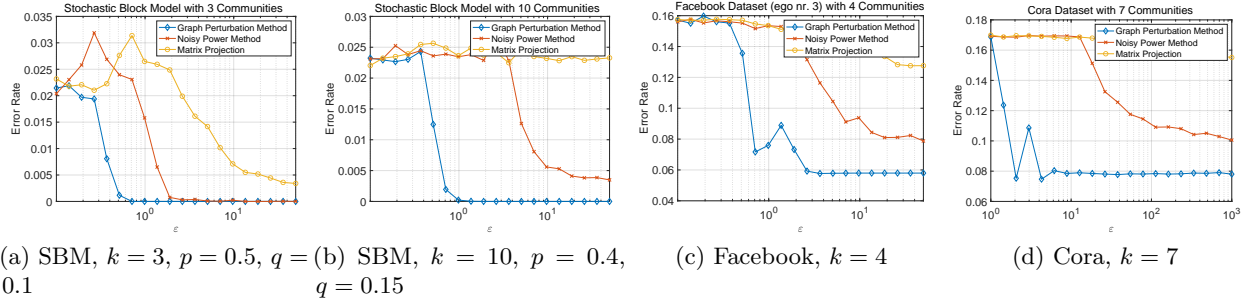 Stochastic Block Model with 3 Communities
0.035
0.03
0.025
0.02
0.015
0.01
0.005
0
Error Rate
Graph Perturbation Method
Noisy Power Method
Matrix Projection
10^0
10^1
ε
(a) SBM, k = 3, p = 0.5, q =
0.1
Stochastic Block Model with 10 Communities
0.03
0.025
0.02
0.015
0.01
0.005
0
Error Rate
Graph Perturbation Method
Noisy Power Method
Matrix Projection
10^0
10^1
ε
(b) SBM, k = 10, p = 0.4,
q = 0.15
Facebook Dataset (ego nr. 3) with 4 Communities
0.16
0.14
0.12
0.1
0.08
0.06
0.04
Error Rate
Graph Perturbation Method
Noisy Power Method
Matrix Projection
10^0
10^1
ε
(c) Facebook, k = 4
Cora Dataset with 7 Communities
0.18
0.16
0.14
0.12
0.1
0.08
0.06
Error Rate
Graph Perturbation Method
Noisy Power Method
Matrix Projection
10^0
10^1
10^2
10^3
ε
(d) Cora, k = 7